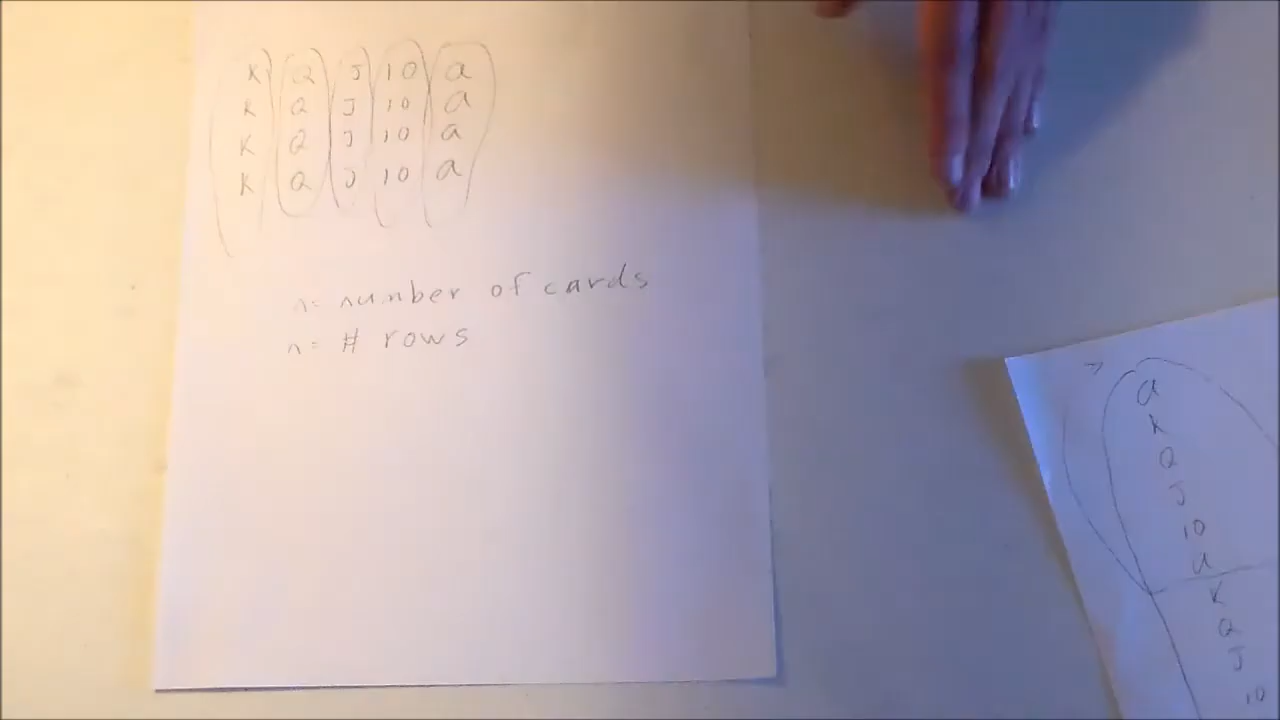 K Q J 10 a
K Q J 10 a
K Q J 10 a
K Q J 10 a
n= number of cards
n= # rows
a
K
Q
J
10
a
K
Q
J
10